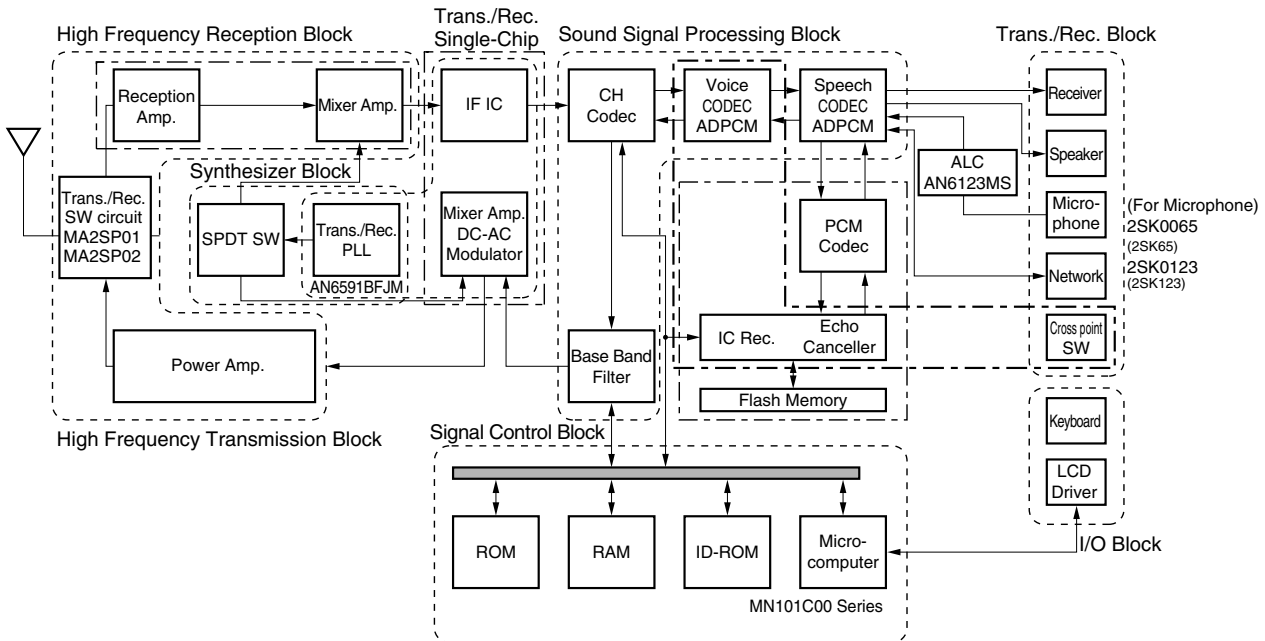 High Frequency Reception Block
Trans./Rec.
Single-Chip
Sound Signal Processing Block
Trans./Rec. Block
Reception
Amp.
Mixer Amp.
IF IC
CH
Codec
Voice
CODEC
ADPCM
Speech
CODEC
ADPCM
Receiver
Speaker
ALC
AN6123MS
Micro-
phone
(For Microphone)
2SK0065
(2SK65)
2SK0123
(2SK123)
Network
Cross point
SW
Synthesizer Block
Trans./Rec.
SW circuit
MA2SP01
MA2SP02
SPDT SW
Trans./Rec.
PLL
AN6591BFJM
Mixer Amp.
DC-AC
Modulator
PCM
Codec
IC Rec.
Echo
Canceller
Power Amp.
Base Band
Filter
Flash Memory
High Frequency Transmission Block
Signal Control Block
Keyboard
LCD
Driver
I/O Block
ROM
RAM
ID-ROM
Micro-
computer
MN101C00 Series